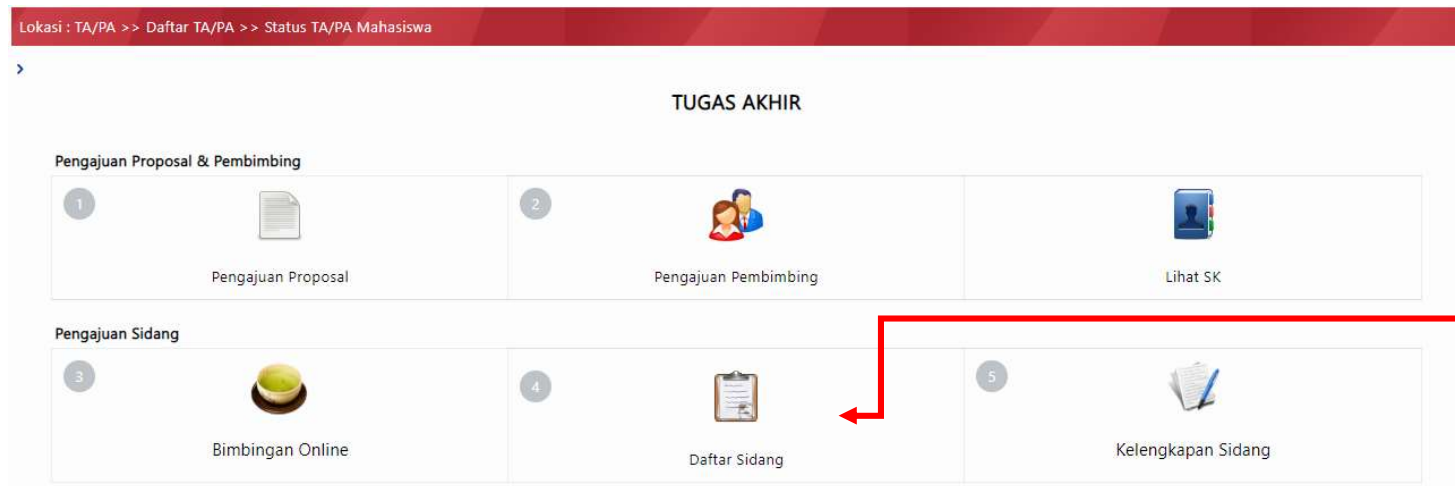 Lokasi : TA/PA >> Daftar TA/PA >> Status TA/PA Mahasiswa
>
TUGAS AKHIR
Pengajuan Proposal & Pembimbing
1
2
Pengajuan Proposal
Pengajuan Pembimbing
Lihat SK
Pengajuan Sidang
3
4
5
Bimbingan Online
Daftar Sidang
Kelengkapan Sidang